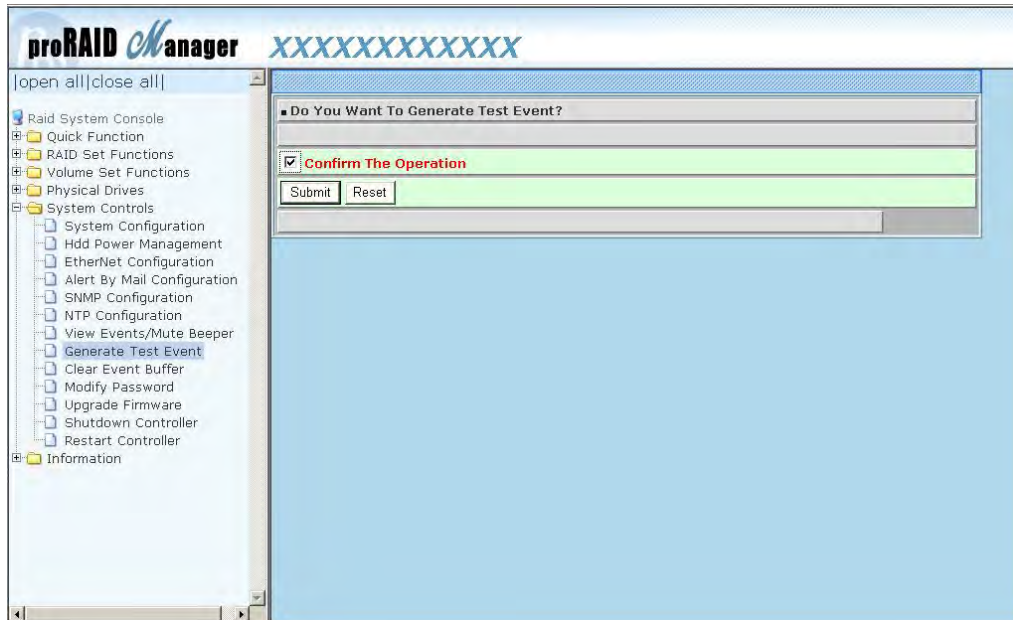 proRAID Manager XXXXXXXXXXXX
|open all|close all|
Raid System Console
Quick Function
RAID Set Functions
Volume Set Functions
Physical Drives
System Controls
System Configuration
Hdd Power Management
EtherNet Configuration
Alert By Mail Configuration
SNMP Configuration
NTP Configuration
View Events/Mute Beeper
Generate Test Event
Clear Event Buffer
Modify Password
Upgrade Firmware
Shutdown Controller
Restart Controller
Information
Do You Want To Generate Test Event?
Confirm The Operation
Submit Reset